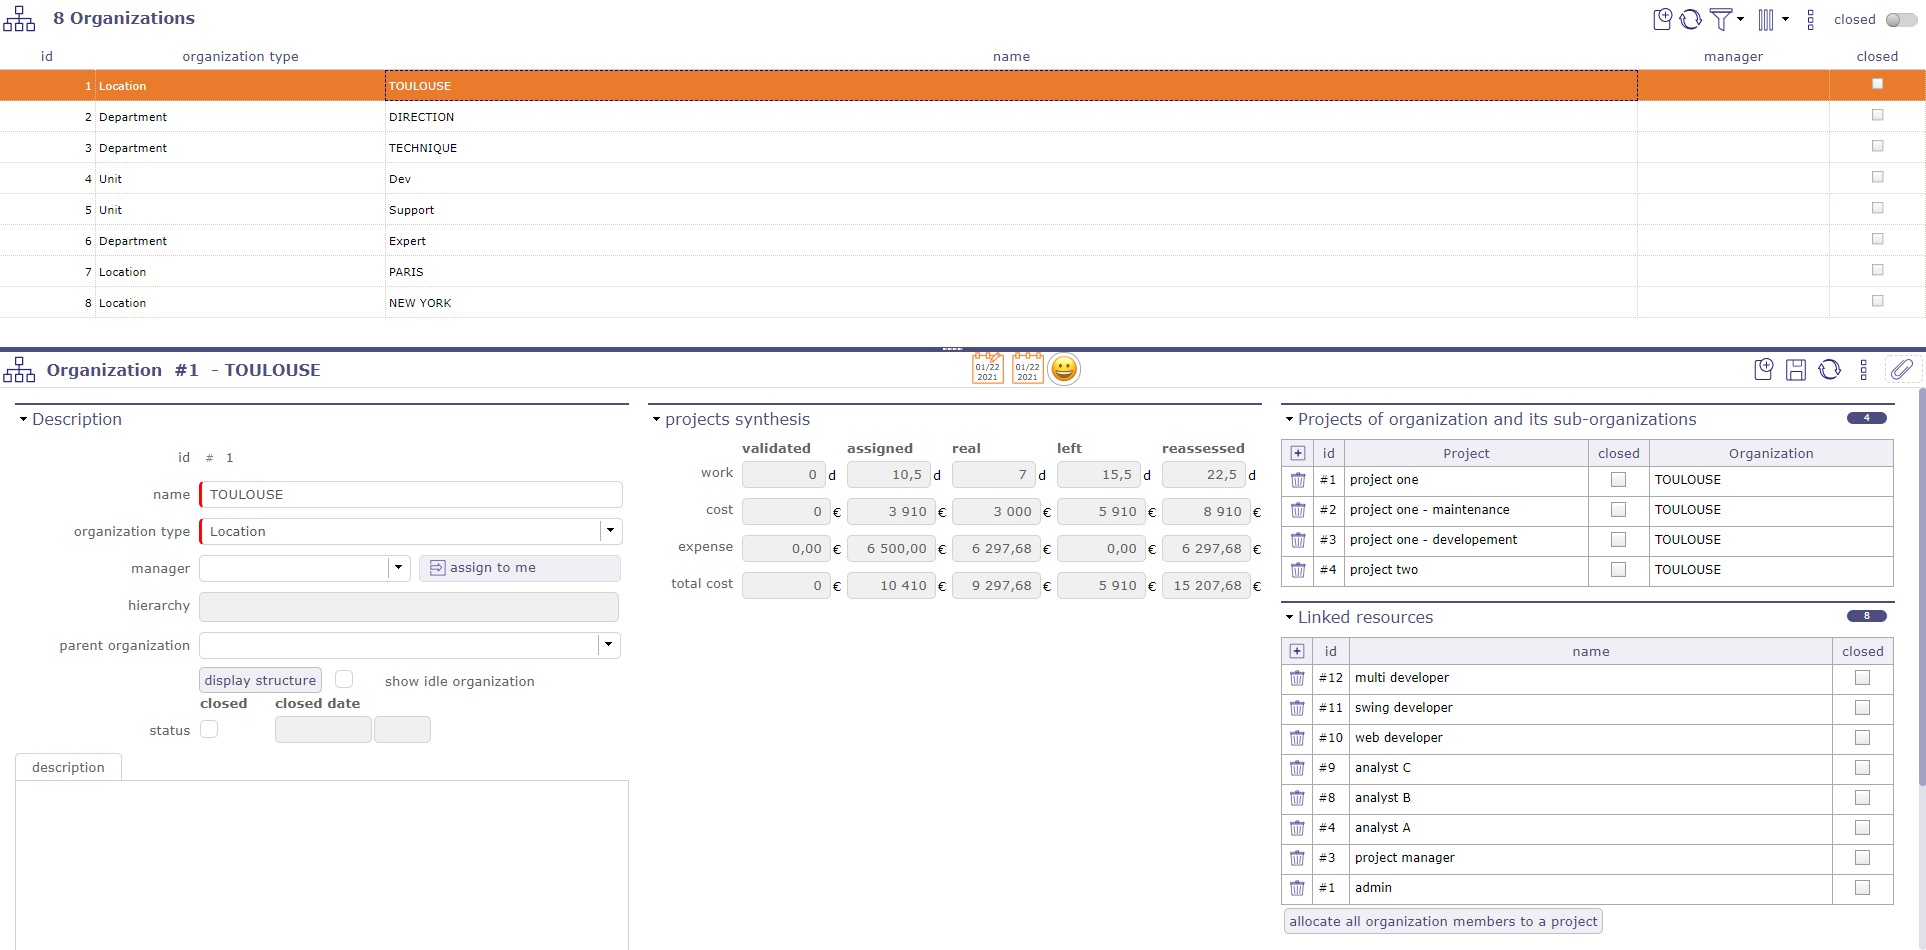 8 Organizations
closed
id organization type name manager closed
1 Location TOULOUSE
2 Department DIRECTION
3 Department TECHNIQUE
4 Unit Dev
5 Unit Support
6 Department Expert
7 Location PARIS
8 Location NEW YORK
Organization #1 - TOULOUSE
01/22 2021
01/22 2021
Description
id # 1
name TOULOUSE
organization type Location
manager assign to me
hierarchy
parent organization
display structure show idle organization
closed closed date
status
description
projects synthesis
validated assigned real left reassessed
work 0 d 10,5 d 7 d 15,5 d 22,5 d
cost 0 € 3 910 € 3 000 € 5 910 € 8 910 €
expense 0,00 € 6 500,00 € 6 297,68 € 0,00 € 6 297,68 €
total cost 0 € 10 410 € 9 297,68 € 5 910 € 15 207,68 €
Projects of organization and its sub-organizations 4
id Project closed Organization
#1 project one TOULOUSE
#2 project one - maintenance TOULOUSE
#3 project one - developement TOULOUSE
#4 project two TOULOUSE
Linked resources 8
id name closed
#12 multi developer
#11 swing developer
#10 web developer
#9 analyst C
#8 analyst B
#4 analyst A
#3 project manager
#1 admin
allocate all organization members to a project